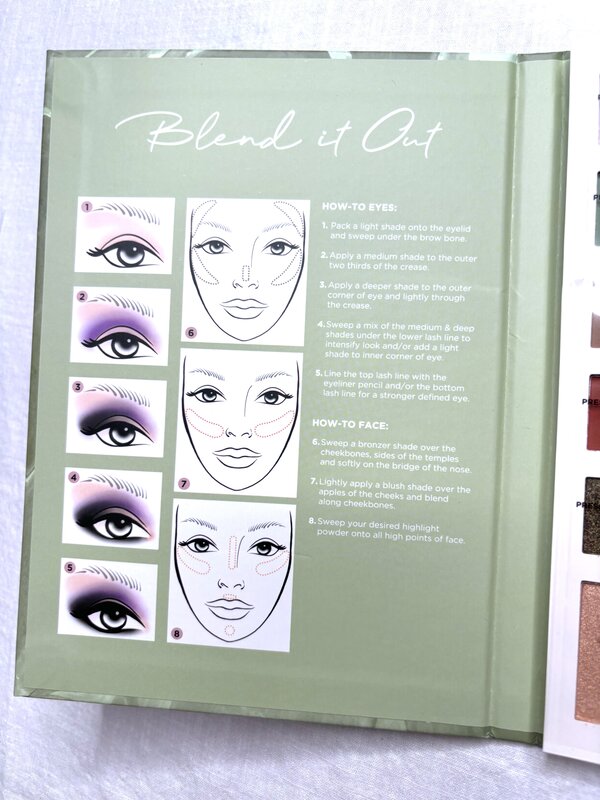 Blend it Out
1
2
3
4
5
6
7
8
HOW-TO EYES:
1. Pack a light shade onto the eyelid
and sweep under the brow bone.
2. Apply a medium shade to the outer
two thirds of the crease.
3. Apply a deeper shade to the outer
corner of eye and lightly through
the crease.
4. Sweep a mix of the medium & deep
shades under the lower lash line to
intensify look and/or add a light
shade to inner corner of eye.
5. Line the top lash line with the
eyeliner pencil and/or the bottom
lash line for a stronger defined eye.
HOW-TO FACE:
6. Sweep a bronzer shade over the
cheekbones, sides of the temples
and softly on the bridge of the nose.
7. Lightly apply a blush shade over the
apples of the cheeks and blend
along cheekbones.
8. Sweep your desired highlight
powder onto all high points of face.